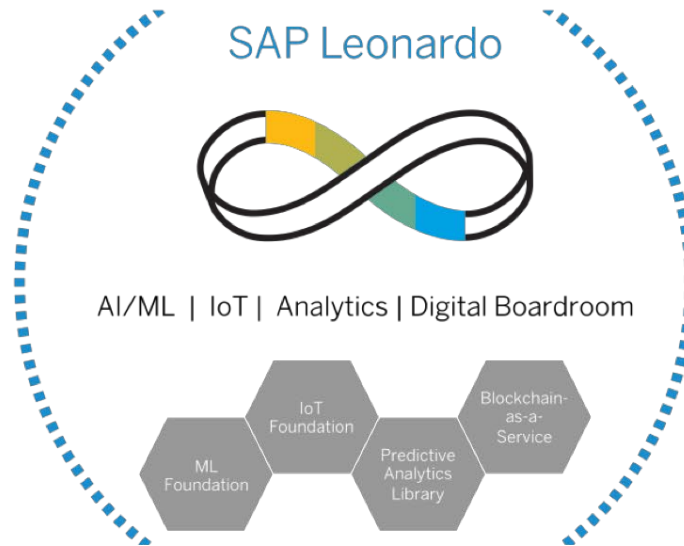 SAP Leonardo
AI/ML | IoT | Analytics | Digital Boardroom
ML
Foundation
IoT
Foundation
Predictive
Analytics
Library
Blockchain-
as-a-
Service